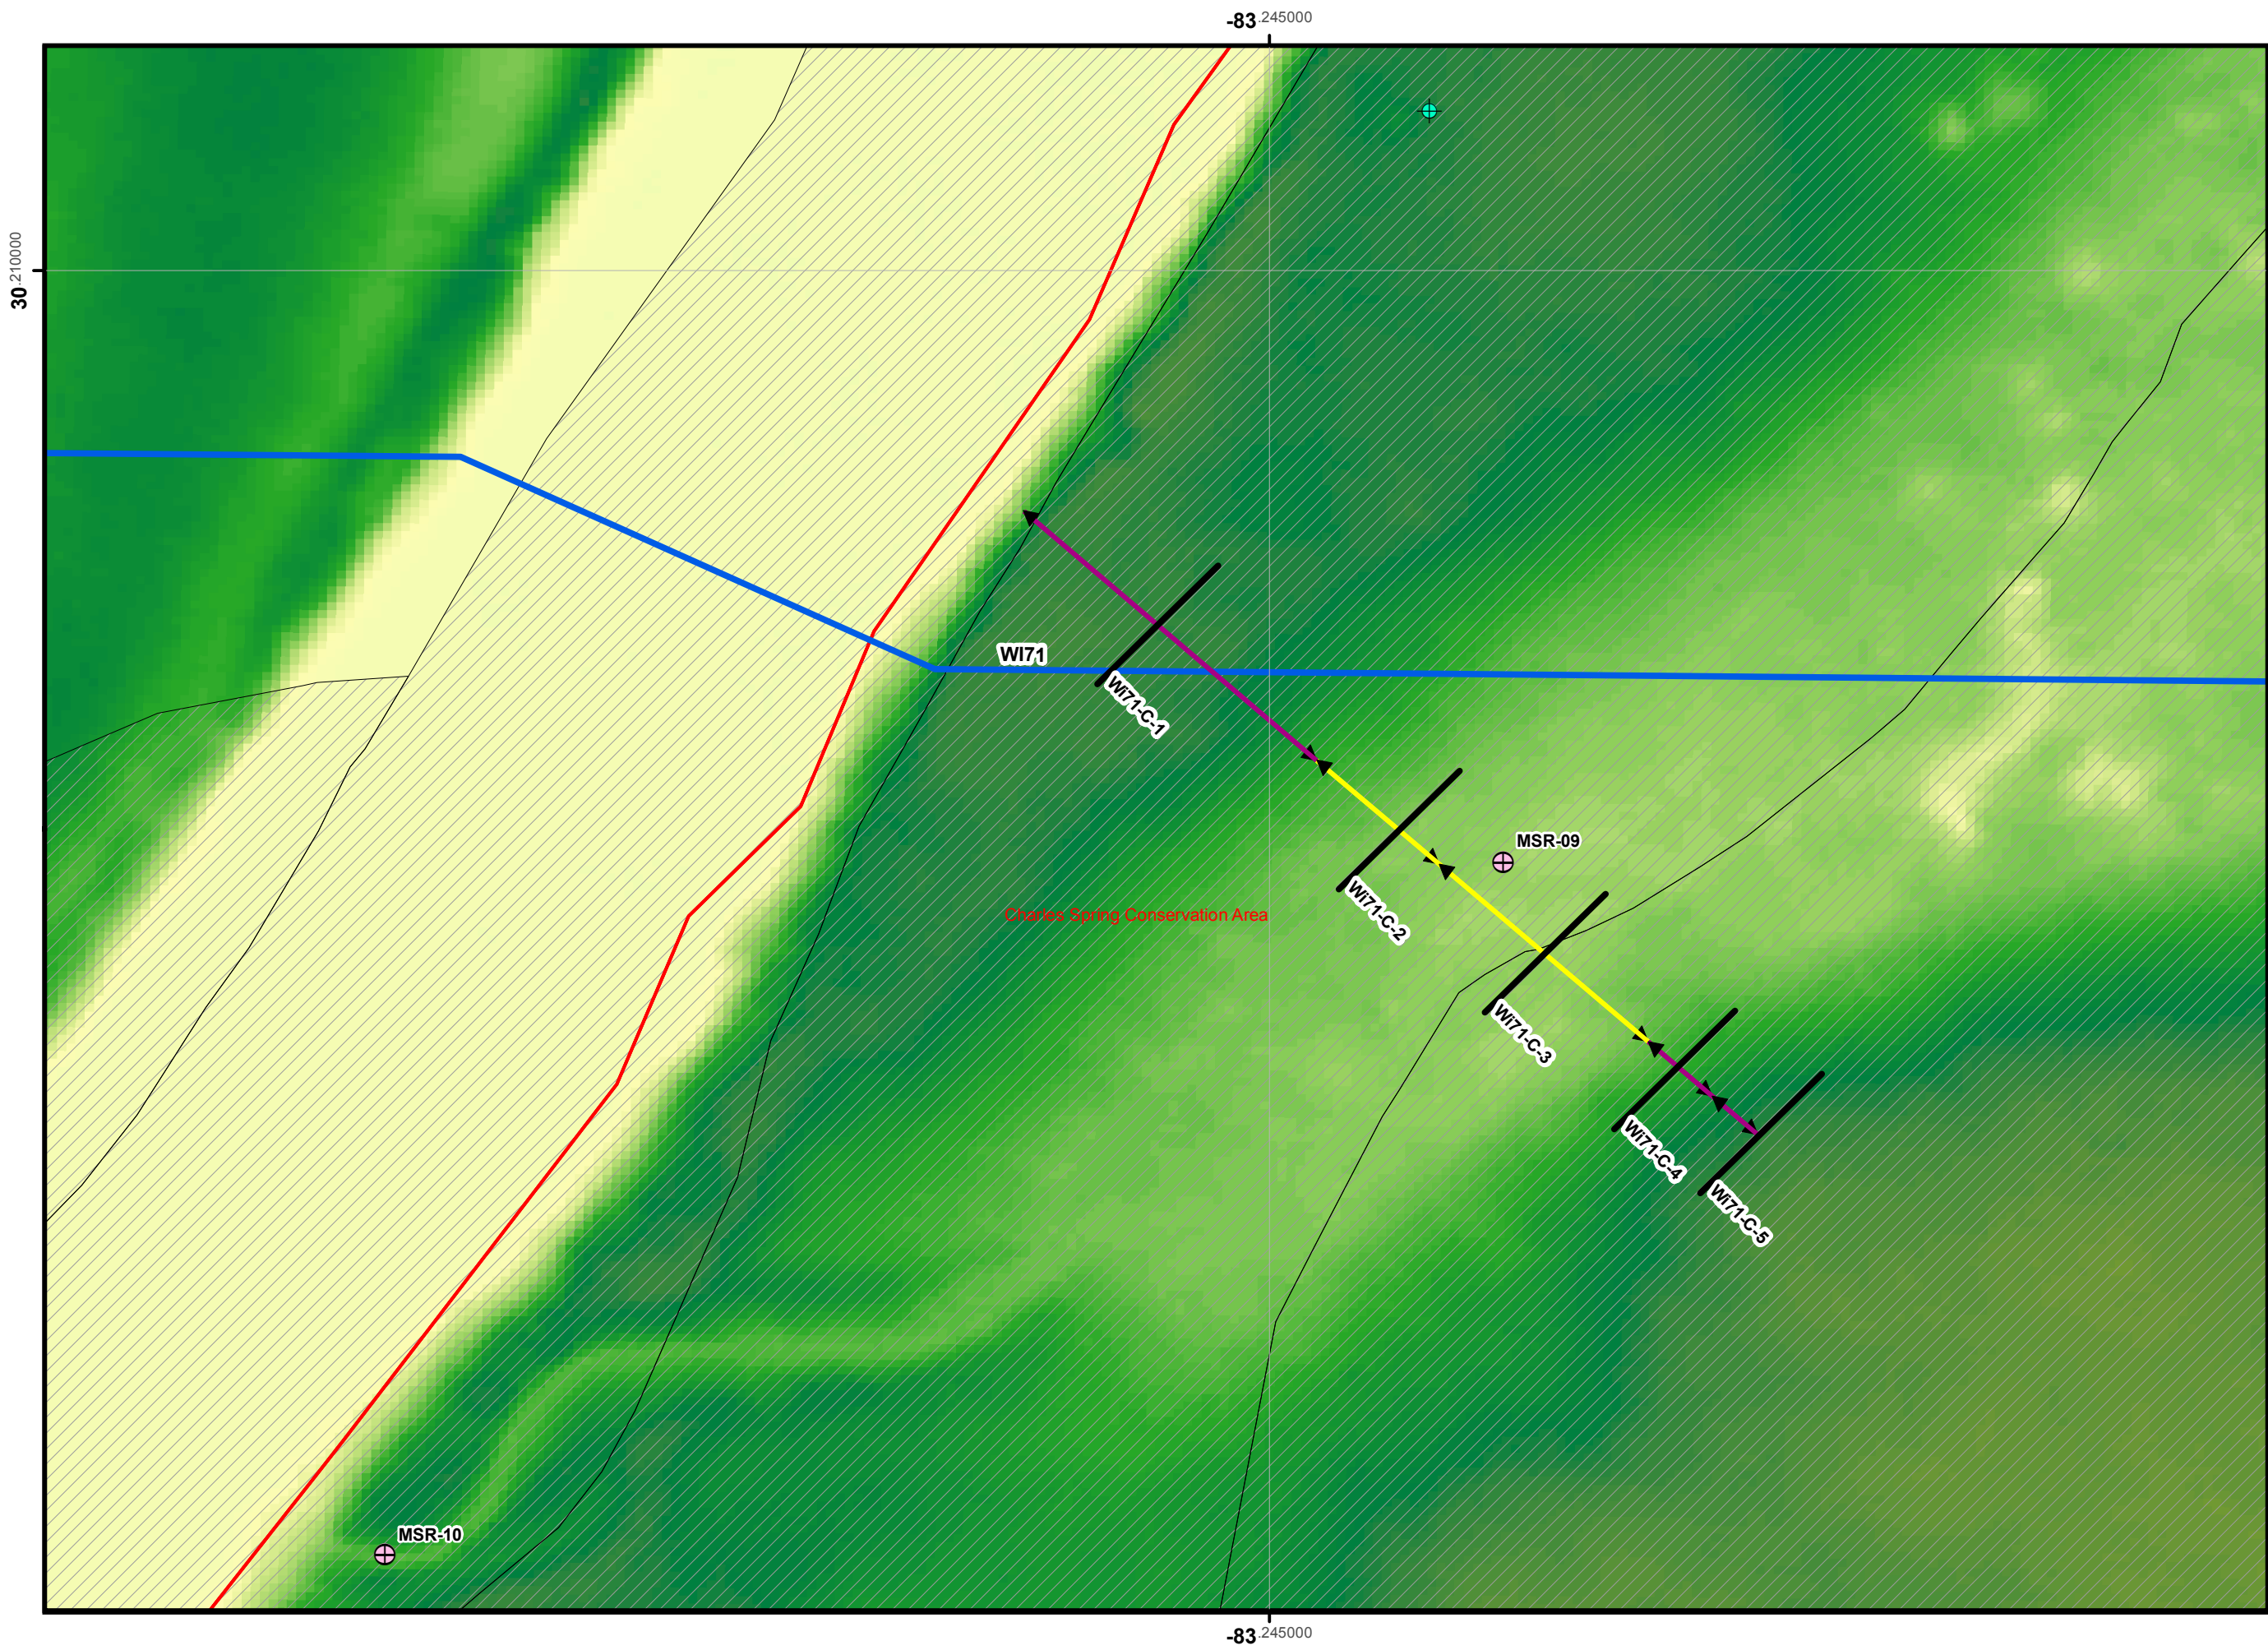 -83.245000
30.210000
WI71
Wi71-C-1
MSR-09
Wi71-C-2
Charles Spring Conservation Area
Wi71-C-3
Wi71-C-4
Wi71-C-5
MSR-10
-83.245000